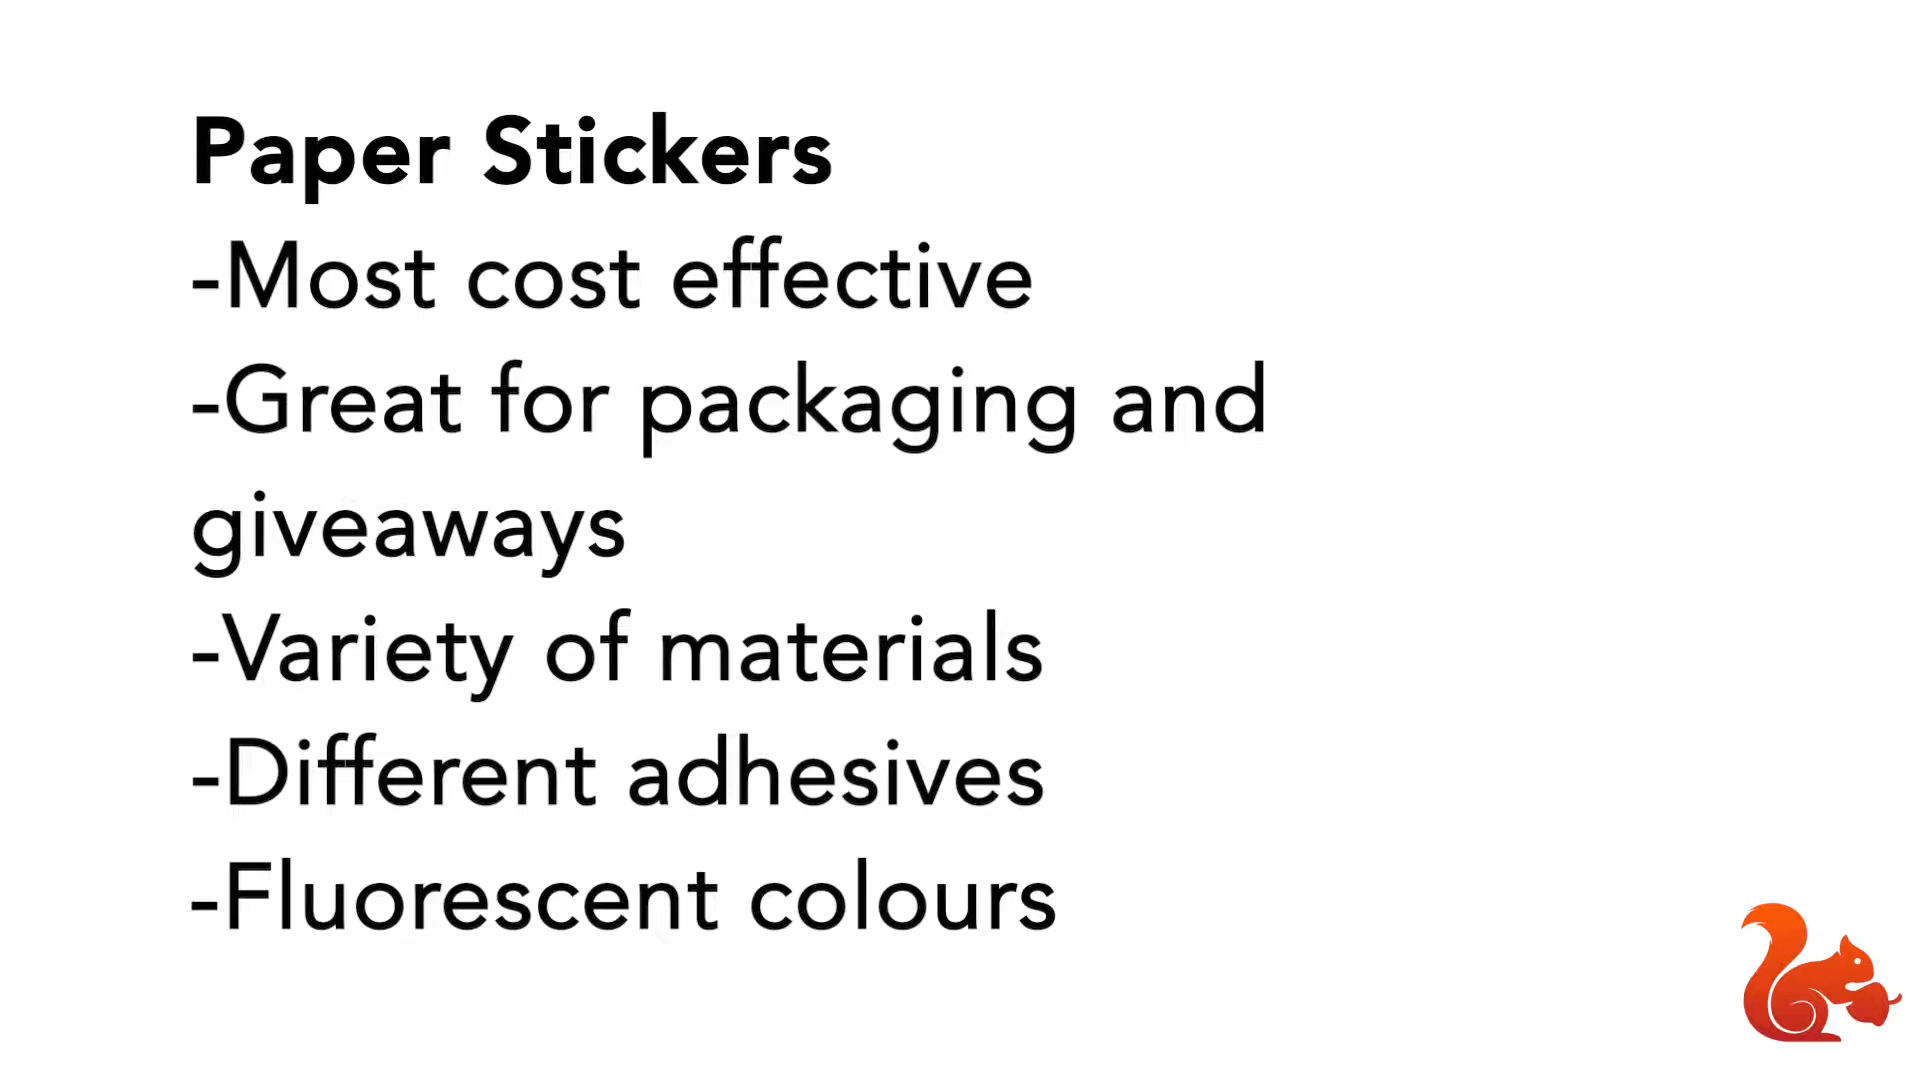 Paper Stickers
-Most cost effective
-Great for packaging and
giveaways
-Variety of materials
-Different adhesives
-Fluorescent colours